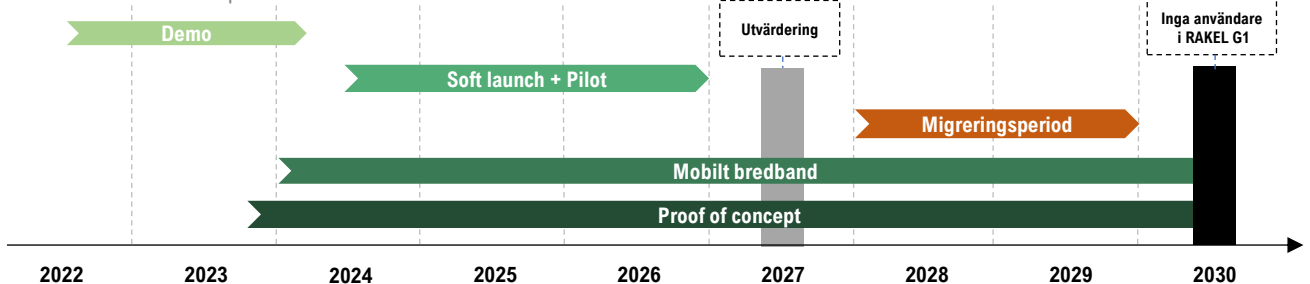 Demo
Utvärdering
Inga användare
i RAKEL G1
Soft launch + Pilot
Migreringsperiod
Mobilt bredband
Proof of concept
2022 2023 2024 2025 2026 2027 2028 2029 2030